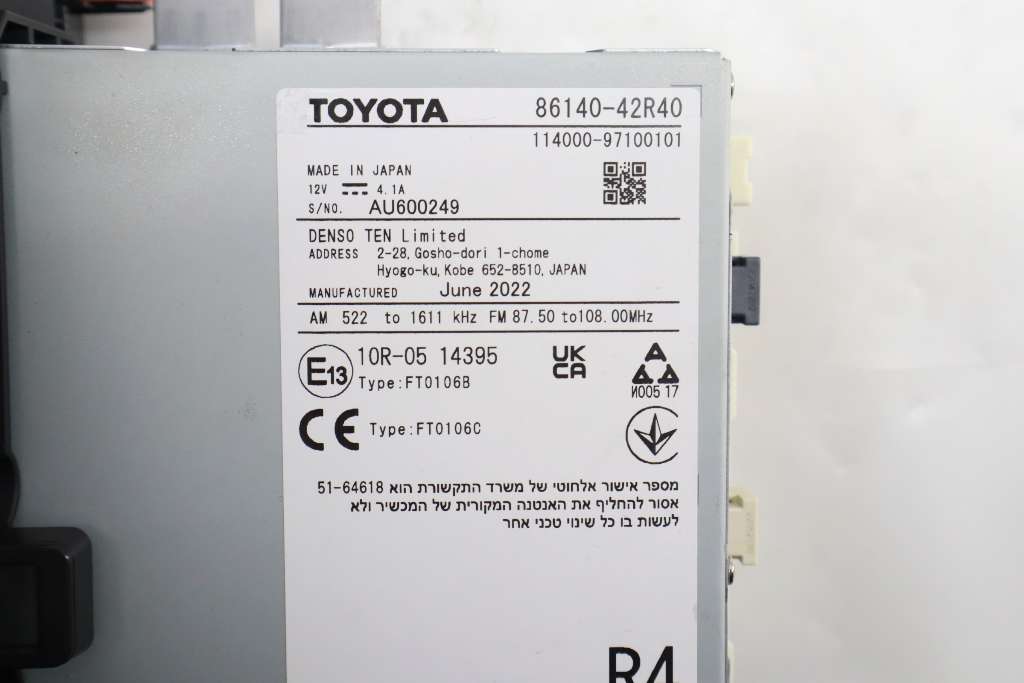 TOYOTA 86140-42R40
114000-97100101
MADE IN JAPAN
12V 4.1A
S/NO. AU600249
DENSO TEN Limited
ADDRESS 2-28, Gosho-dori 1-chome
Hyogo-ku, Kobe 652-8510, JAPAN
MANUFACTURED June 2022
AM 522 to 1611 kHz FM 87.50 to108.00MHz
E13 10R-05 14395
Type:FT0106B
UK
CA
И005 17
CE Type:FT0106C
מספר אישור אלחוטי של משרד התקשורת הוא 51-64618
אסור להחליף את האנטנה המקורית של המכשיר ולא
לעשות בו כל שינוי טכני אחר
R4